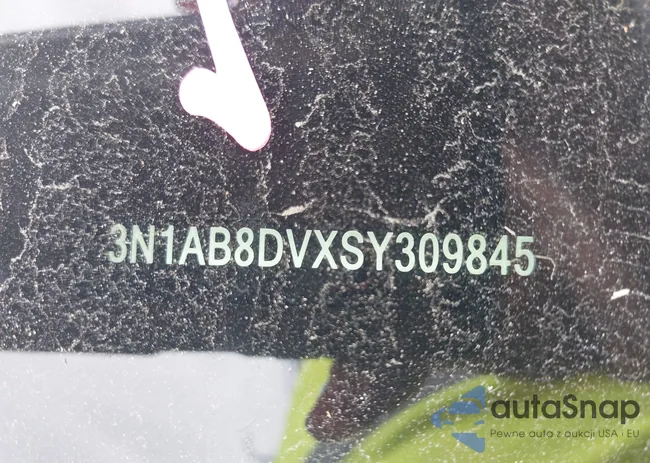 3N1AB8DVXSY309845
autaSnap
Pewne auta z aukcji USA i EU